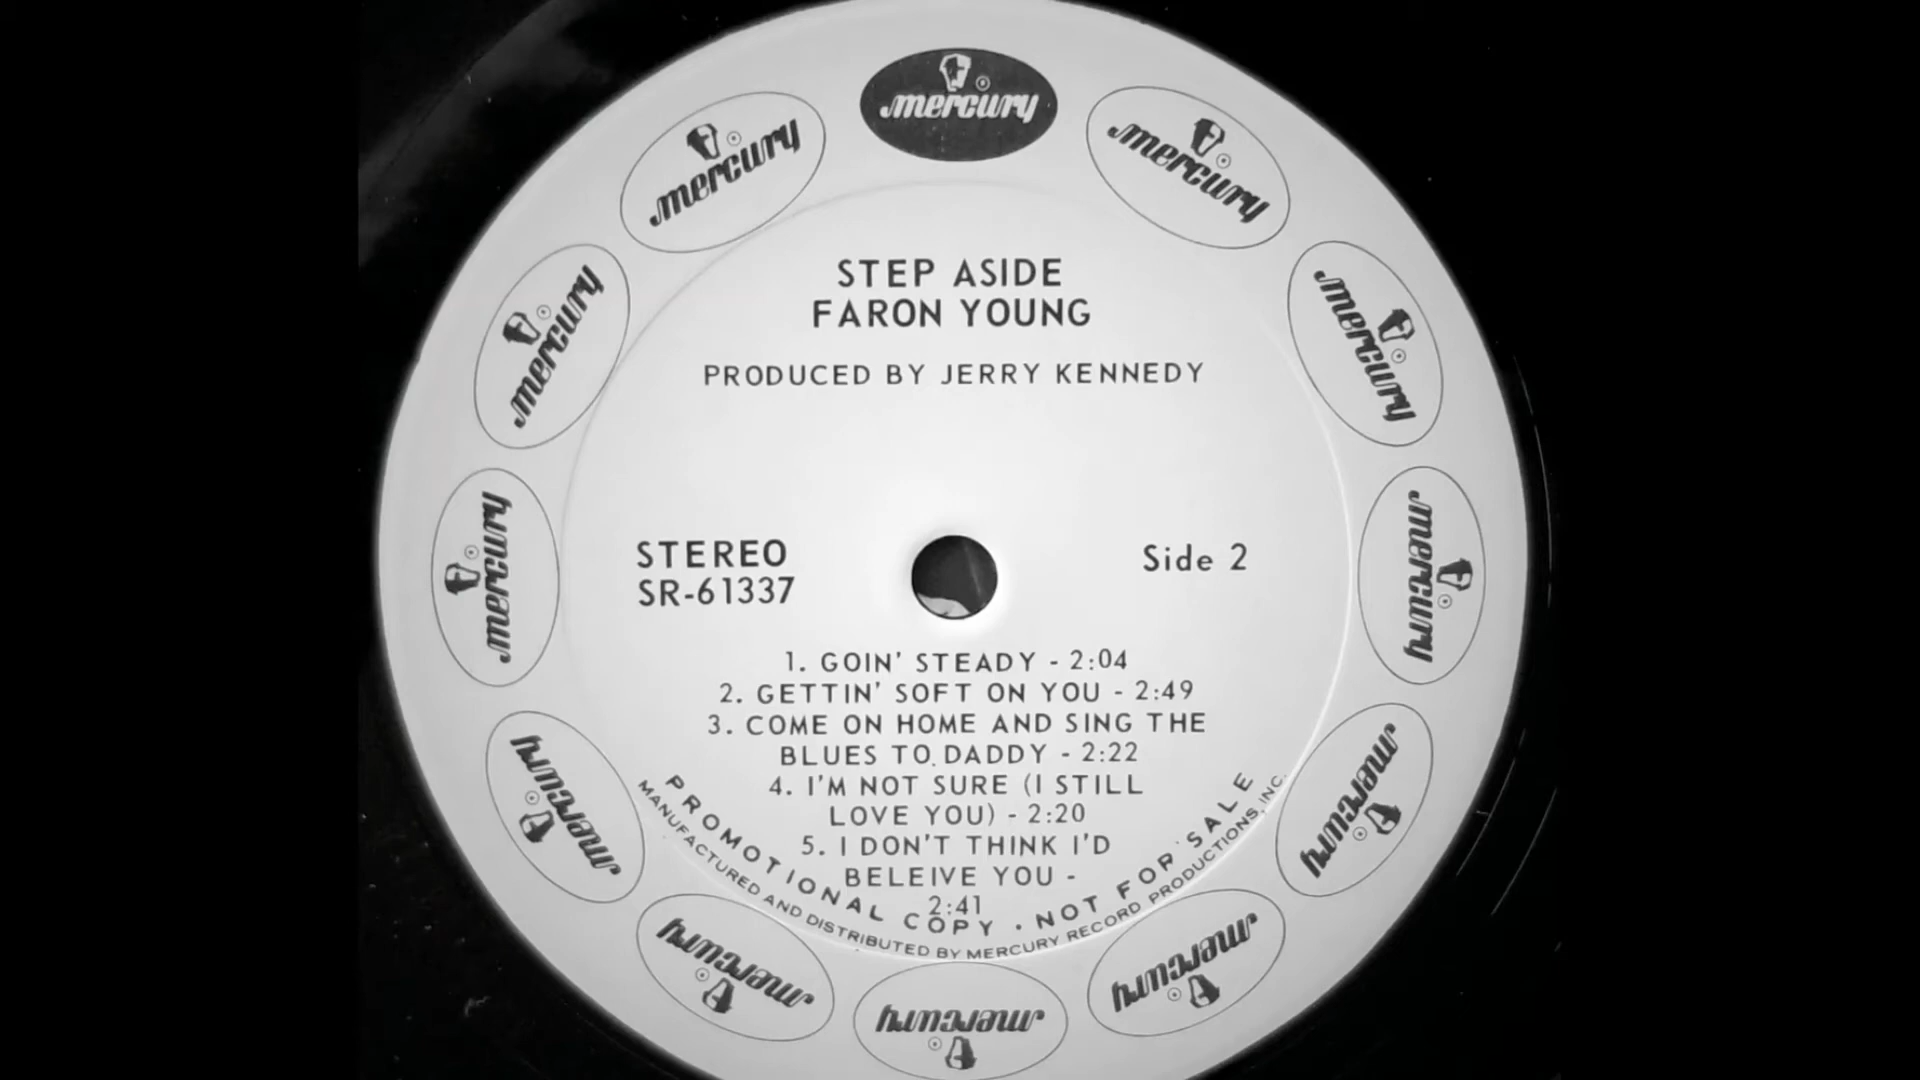 mercury
mercury
mercury
mercury
mercury
mercury
mercury
mercury
mercury
mercury
mercury
mercury
STEP ASIDE
FARON YOUNG
PRODUCED BY JERRY KENNEDY
STEREO
SR-61337
Side 2
1. GOIN' STEADY - 2:04
2. GETTIN' SOFT ON YOU - 2:49
3. COME ON HOME AND SING THE
BLUES TO DADDY - 2:22
4. I'M NOT SURE (I STILL
LOVE YOU) - 2:20
5. I DON'T THINK I'D
BELEIVE YOU -
2:41
PROMOTIONAL COPY • NOT FOR SALE
MANUFACTURED AND DISTRIBUTED BY MERCURY RECORD PRODUCTIONS, INC.